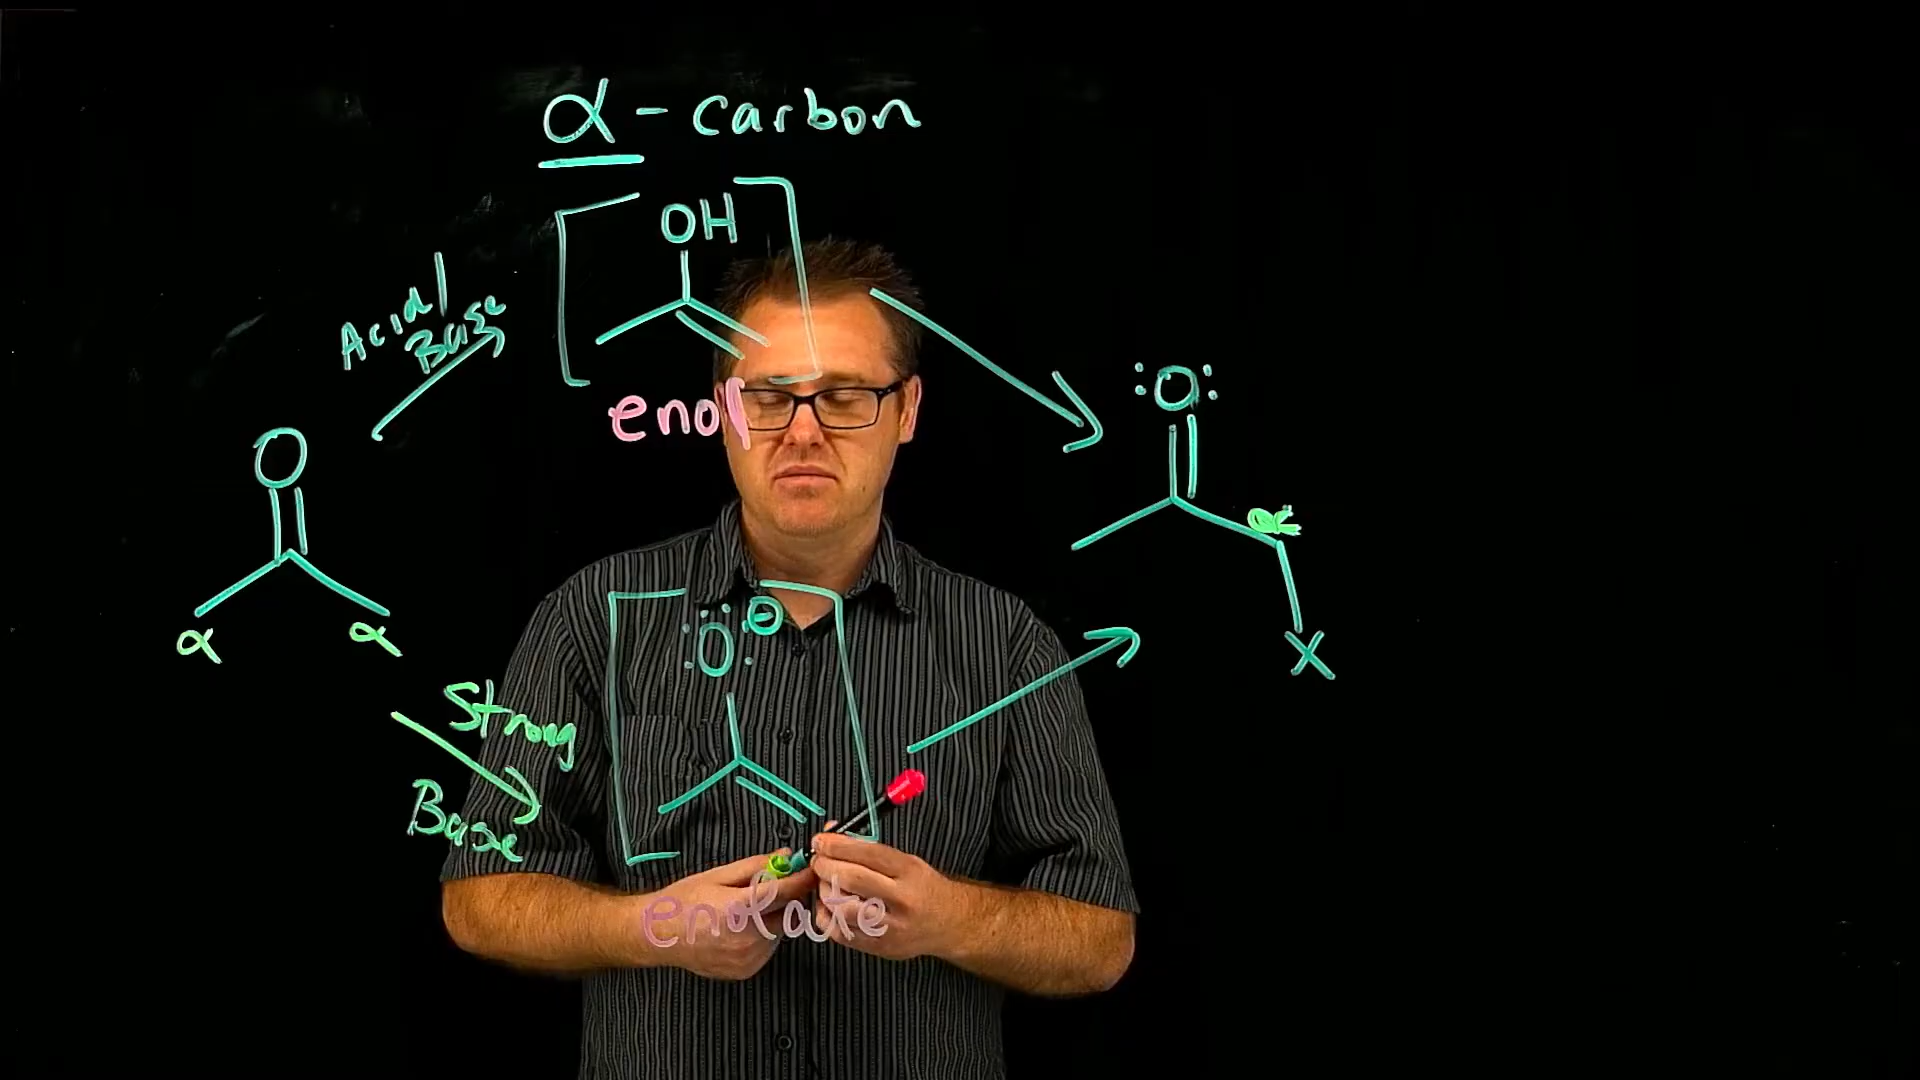 α-carbon
OH
Acid/
Base
enol
O
α
α
:O:
α
X
Strong
Base
:O: ⊖
enolate